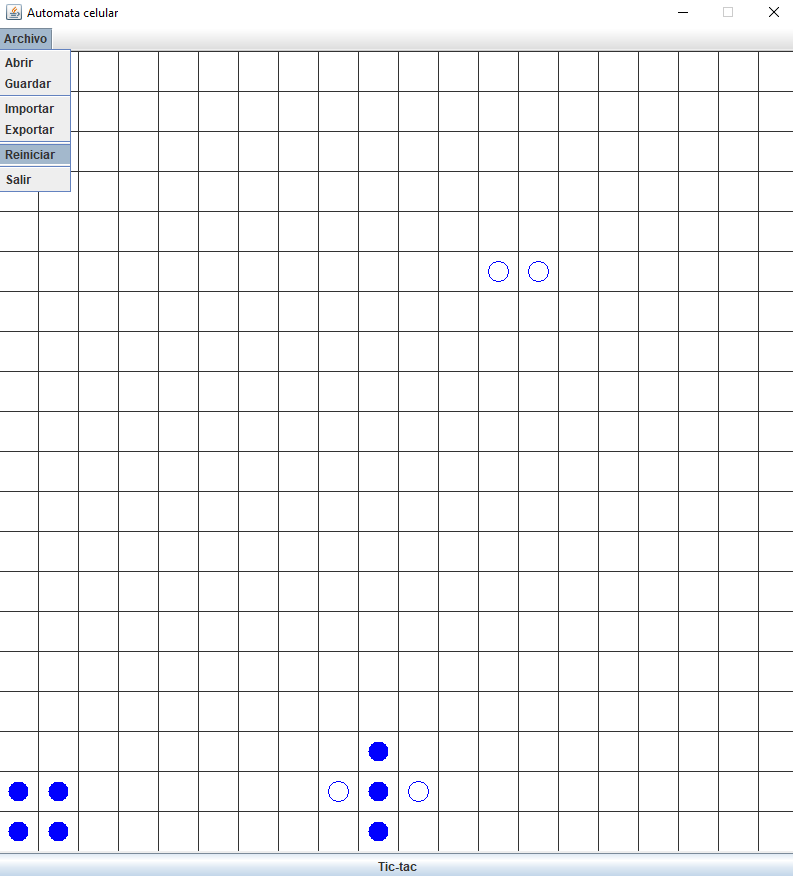 Automata celular
Archivo
Abrir
Guardar
Importar
Exportar
Reiniciar
Salir
Tic-tac